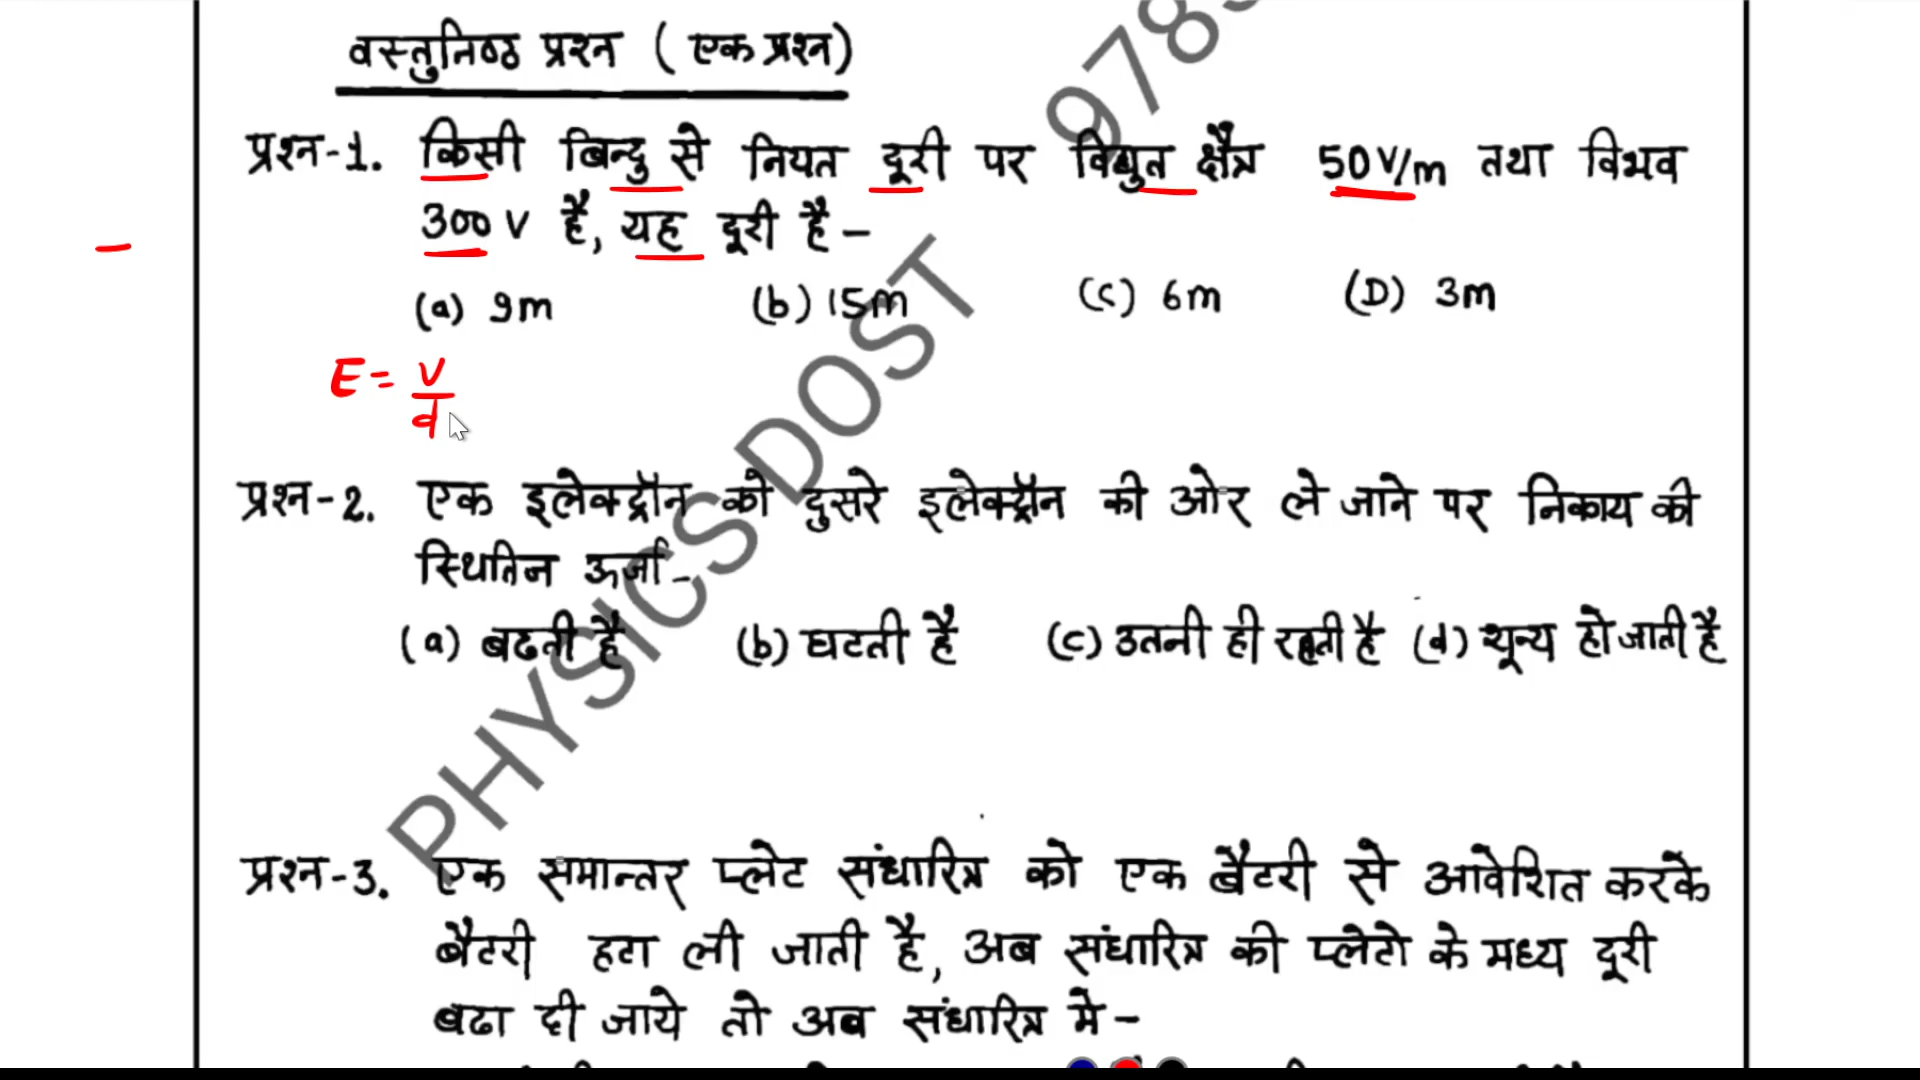 वस्तुनिष्ठ प्रश्न ( एक प्रश्न)
प्रश्न-1. किसी बिन्दु से नियत दूरी पर विद्युत क्षैत्र 50 V/m तथा विभव
300 V है, यह दूरी है -
(a) 9m (b) 15m (C) 6m (D) 3m
E = V/d
प्रश्न-2. एक इलेक्ट्रॉन को दुसरे इलेक्ट्रॉन की ओर ले जाने पर निकाय की
स्थितिज ऊर्जा -
(a) बढती है (b) घटती है (c) उतनी ही रहती है (d) शून्य हो जाती है
प्रश्न-3. एक समान्तर प्लेट संधारित्र को एक बैटरी से आवेशित करके
बैटरी हटा ली जाती है, अब संधारित्र की प्लेटो के मध्य दूरी
बढा दी जाये तो अब संधारित्र मे -
PHYSICS DOST 978